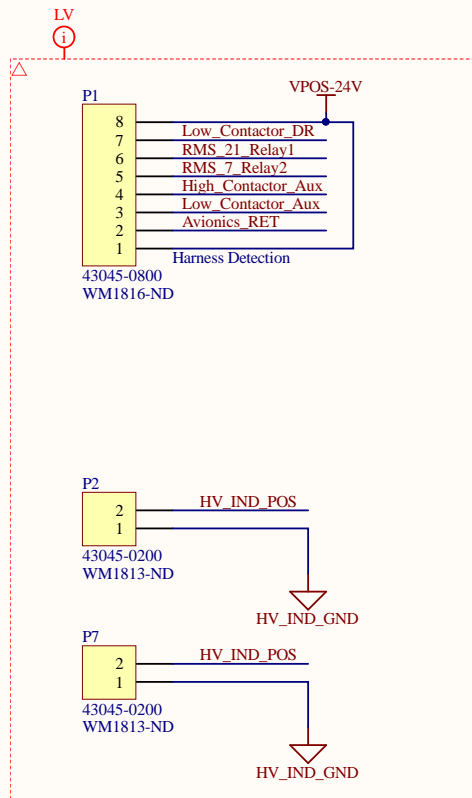 LV
i
P1
VPOS-24V
8
7 Low_Contactor_DR
6 RMS_21_Relay1
5 RMS_7_Relay2
4 High_Contactor_Aux
3 Low_Contactor_Aux
2 Avionics_RET
1
Harness Detection
43045-0800
WM1816-ND
P2
2 HV_IND_POS
1
43045-0200
WM1813-ND
HV_IND_GND
P7
2 HV_IND_POS
1
43045-0200
WM1813-ND
HV_IND_GND